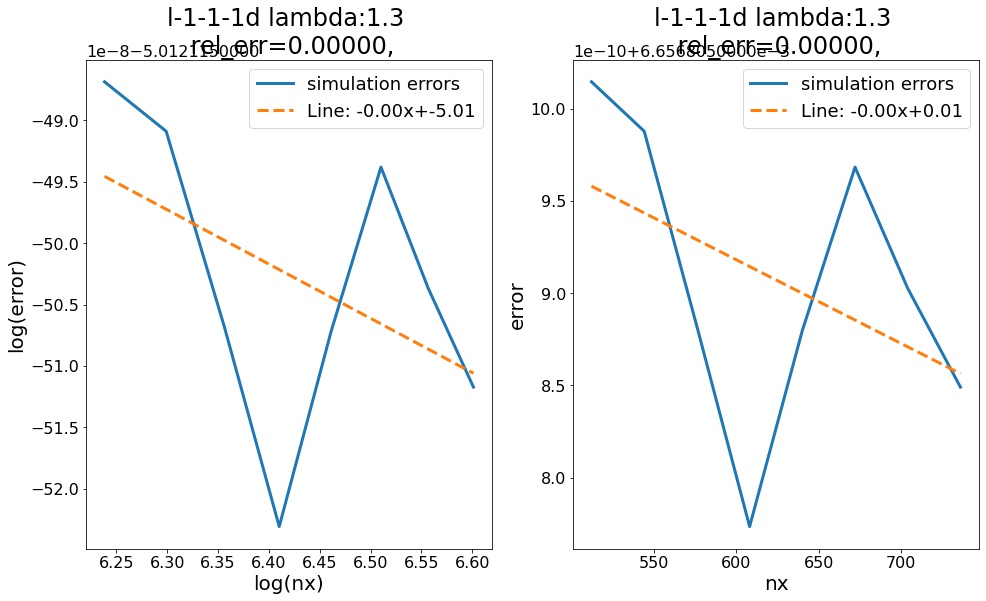 l-1-1-1d lambda:1.3
rel_err=0.00000,
1e−8−5.0121150000
simulation errors
Line: -0.00x+-5.01
−49.0
−49.5
−50.0
−50.5
−51.0
−51.5
−52.0
log(error)
6.25 6.30 6.35 6.40 6.45 6.50 6.55 6.60
log(nx)
l-1-1-1d lambda:1.3
rel_err=0.00000,
1e−10+6.6568050000e−3
simulation errors
Line: -0.00x+0.01
10.0
9.5
9.0
8.5
8.0
error
550 600 650 700
nx